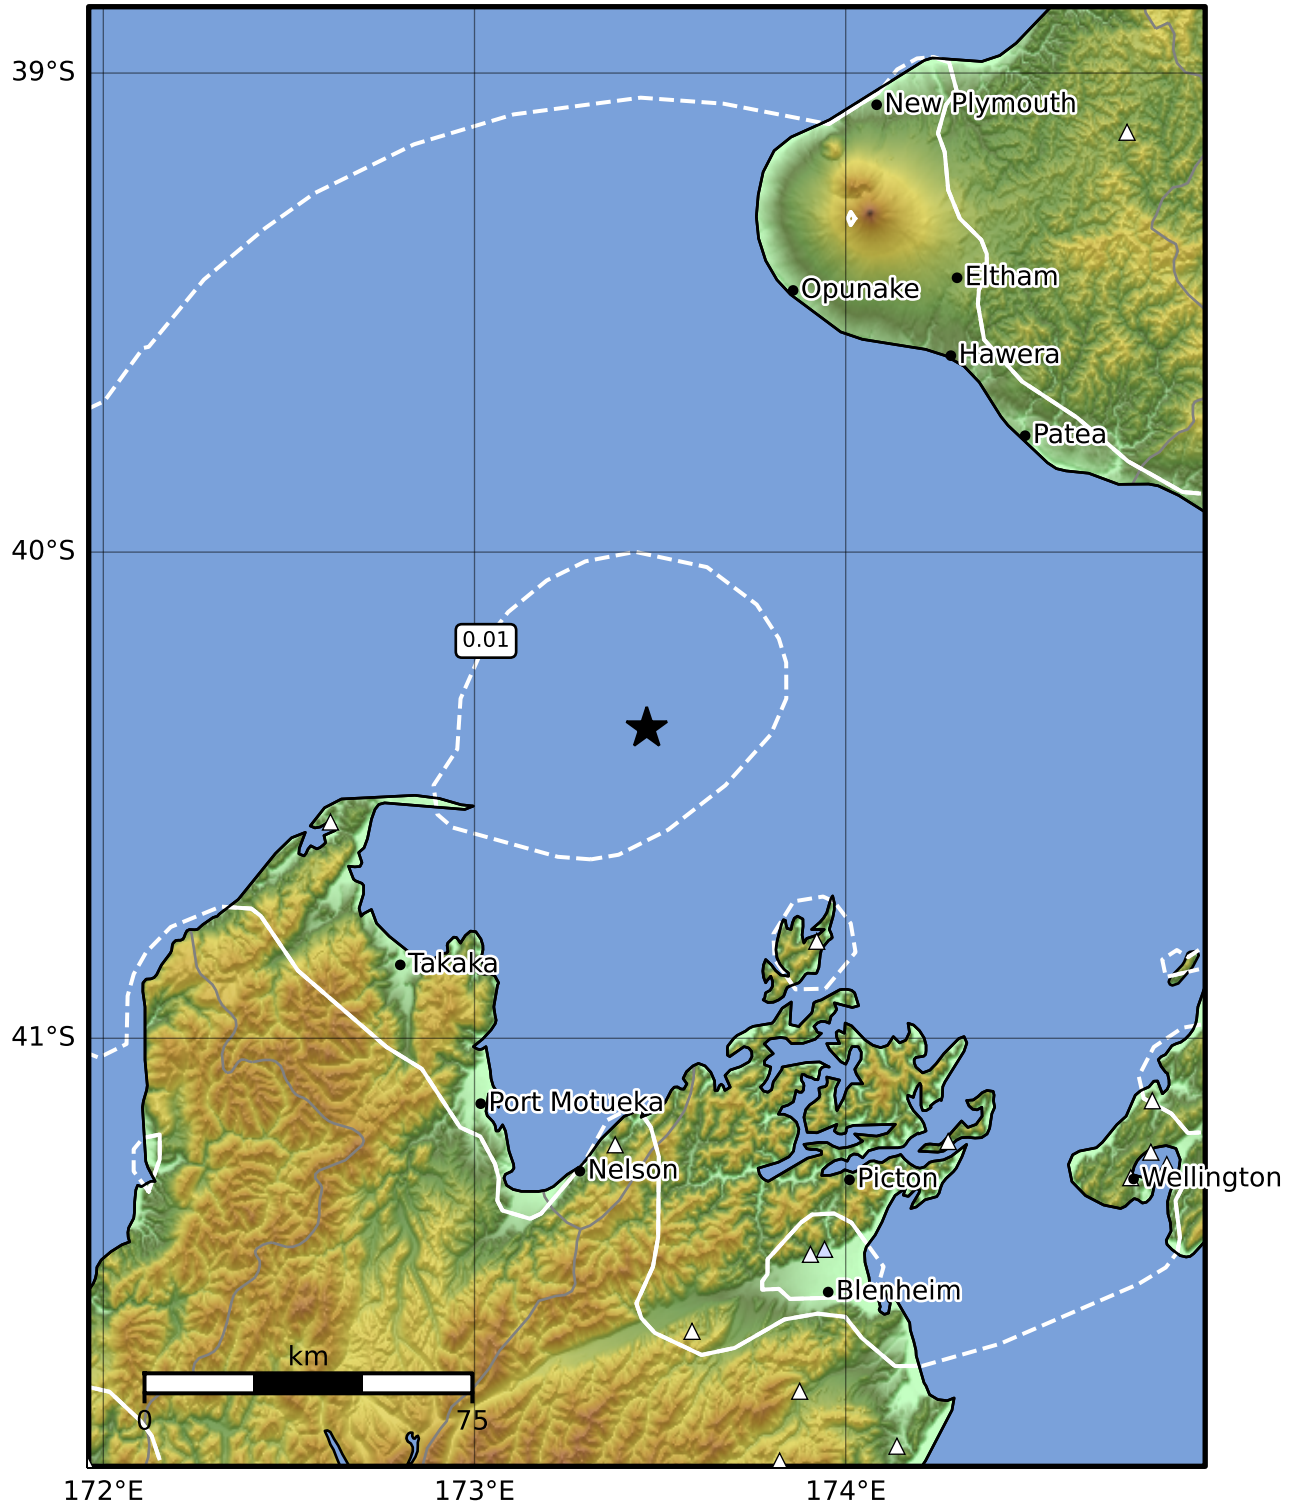 39°S
New Plymouth
Eltham
Opunake
Hawera
Patea
40°S
0.01
Takaka
41°S
Port Motueka
Nelson
Picton
Wellington
Blenheim
km
0 75
172°E 173°E 174°E